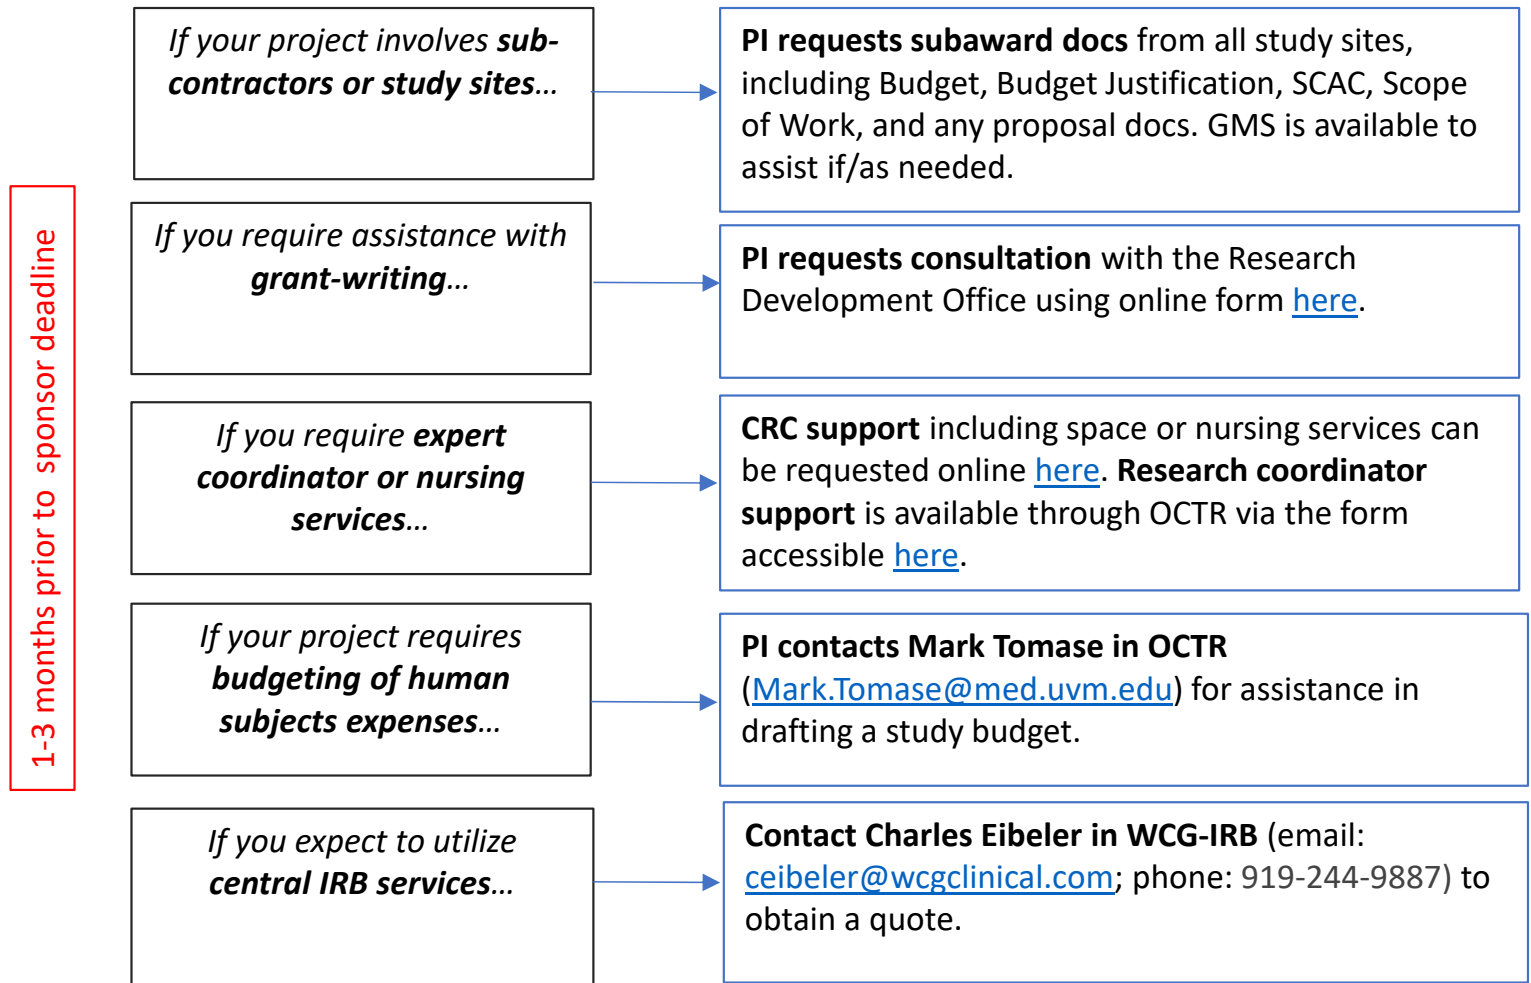 If your project involves sub-
contractors or study sites...
PI requests subaward docs from all study sites,
including Budget, Budget Justification, SCAC, Scope
of Work, and any proposal docs. GMS is available to
assist if/as needed.
1-3 months prior to sponsor deadline
If you require assistance with
grant-writing...
PI requests consultation with the Research
Development Office using online form here.
If you require expert
coordinator or nursing
services...
CRC support including space or nursing services can
be requested online here. Research coordinator
support is available through OCTR via the form
accessible here.
If your project requires
budgeting of human
subjects expenses...
PI contacts Mark Tomase in OCTR
(Mark.Tomase@med.uvm.edu) for assistance in
drafting a study budget.
If you expect to utilize
central IRB services...
Contact Charles Eibeler in WCG-IRB (email:
ceibeler@wcgclinical.com; phone: 919-244-9887) to
obtain a quote.